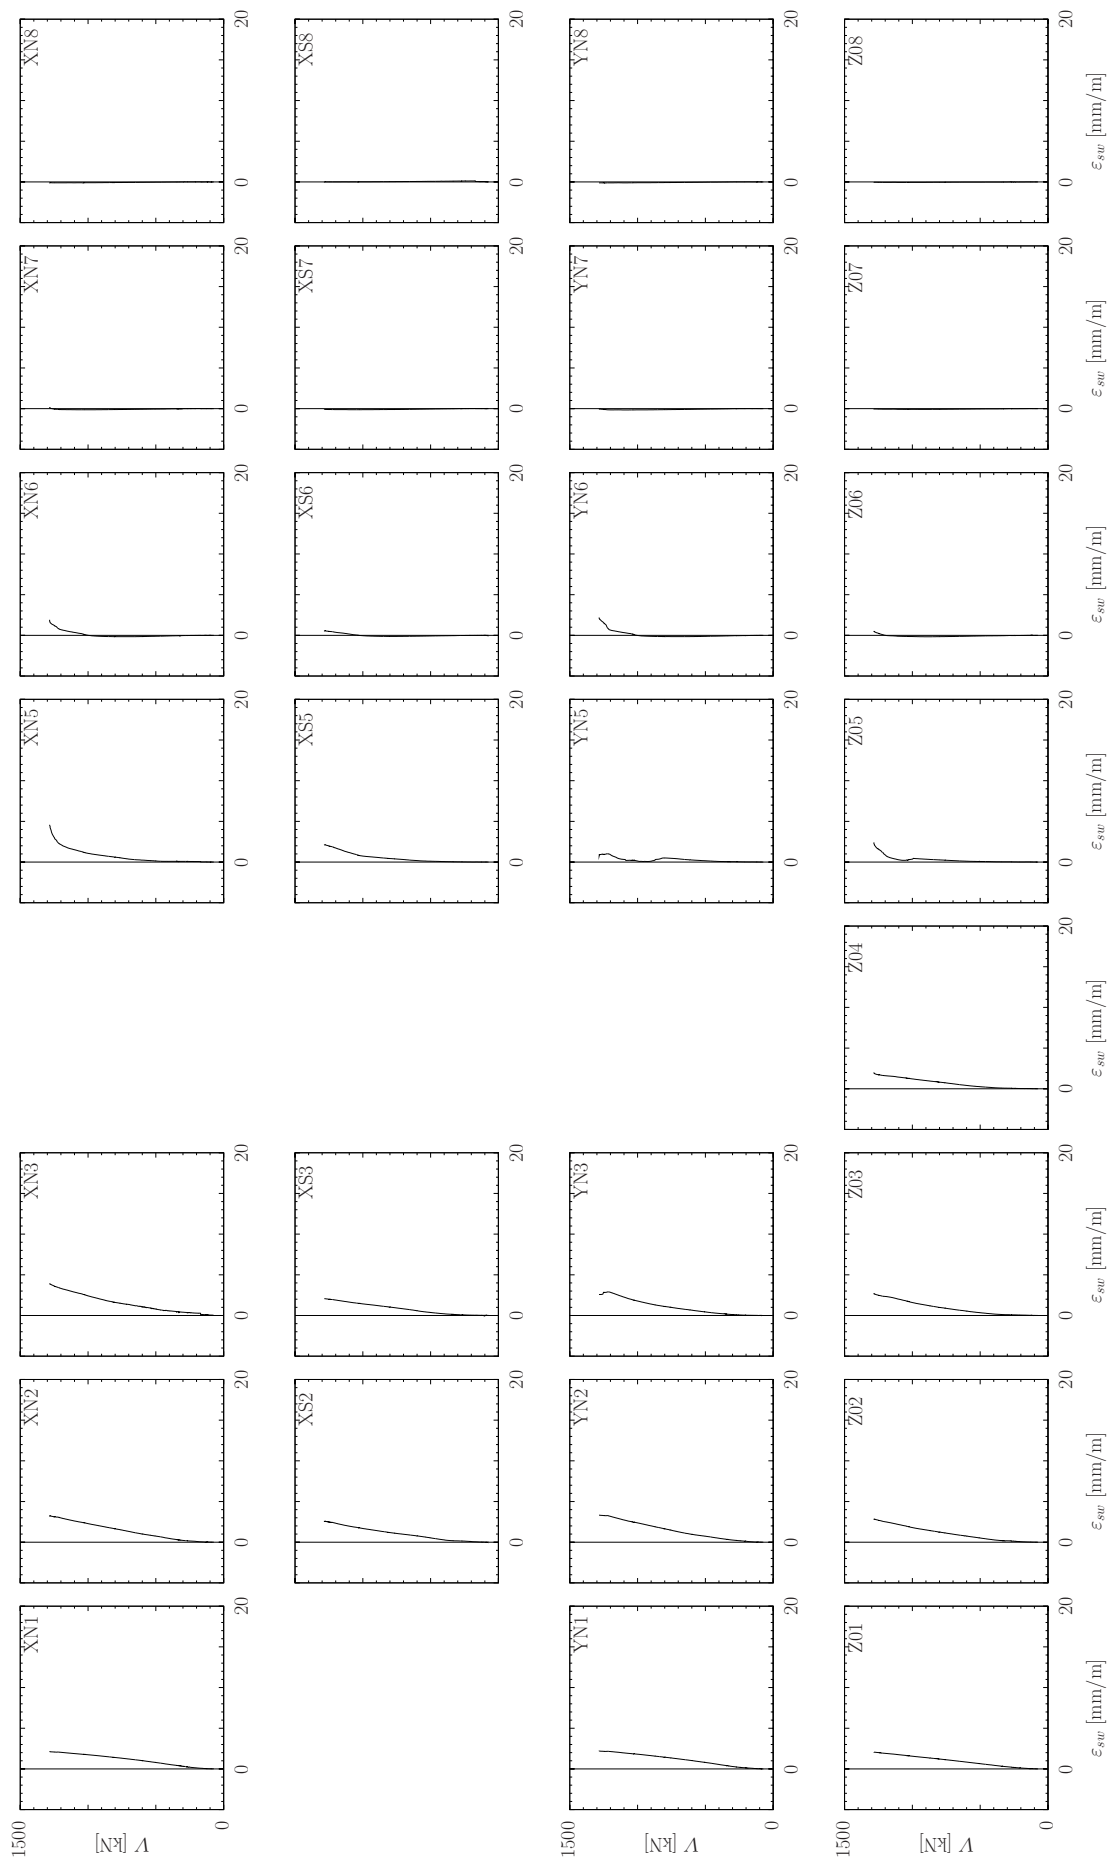 1500 XN1 XN2 XN3 XN5 XN6 XN7 XN8
V [kN]
0
0 20 0 20 0 20 0 20 0 20 0 20 0 20
XS2 XS3 XS5 XS6 XS7 XS8
0 20 0 20 0 20 0 20 0 20 0 20
1500 YN1 YN2 YN3 YN5 YN6 YN7 YN8
V [kN]
0
0 20 0 20 0 20 0 20 0 20 0 20 0 20
1500 Z01 Z02 Z03 Z04 Z05 Z06 Z07 Z08
V [kN]
0
0 20 0 20 0 20 0 20 0 20 0 20 0 20 0 20
ε_sw [mm/m] ε_sw [mm/m] ε_sw [mm/m] ε_sw [mm/m] ε_sw [mm/m] ε_sw [mm/m] ε_sw [mm/m] ε_sw [mm/m]